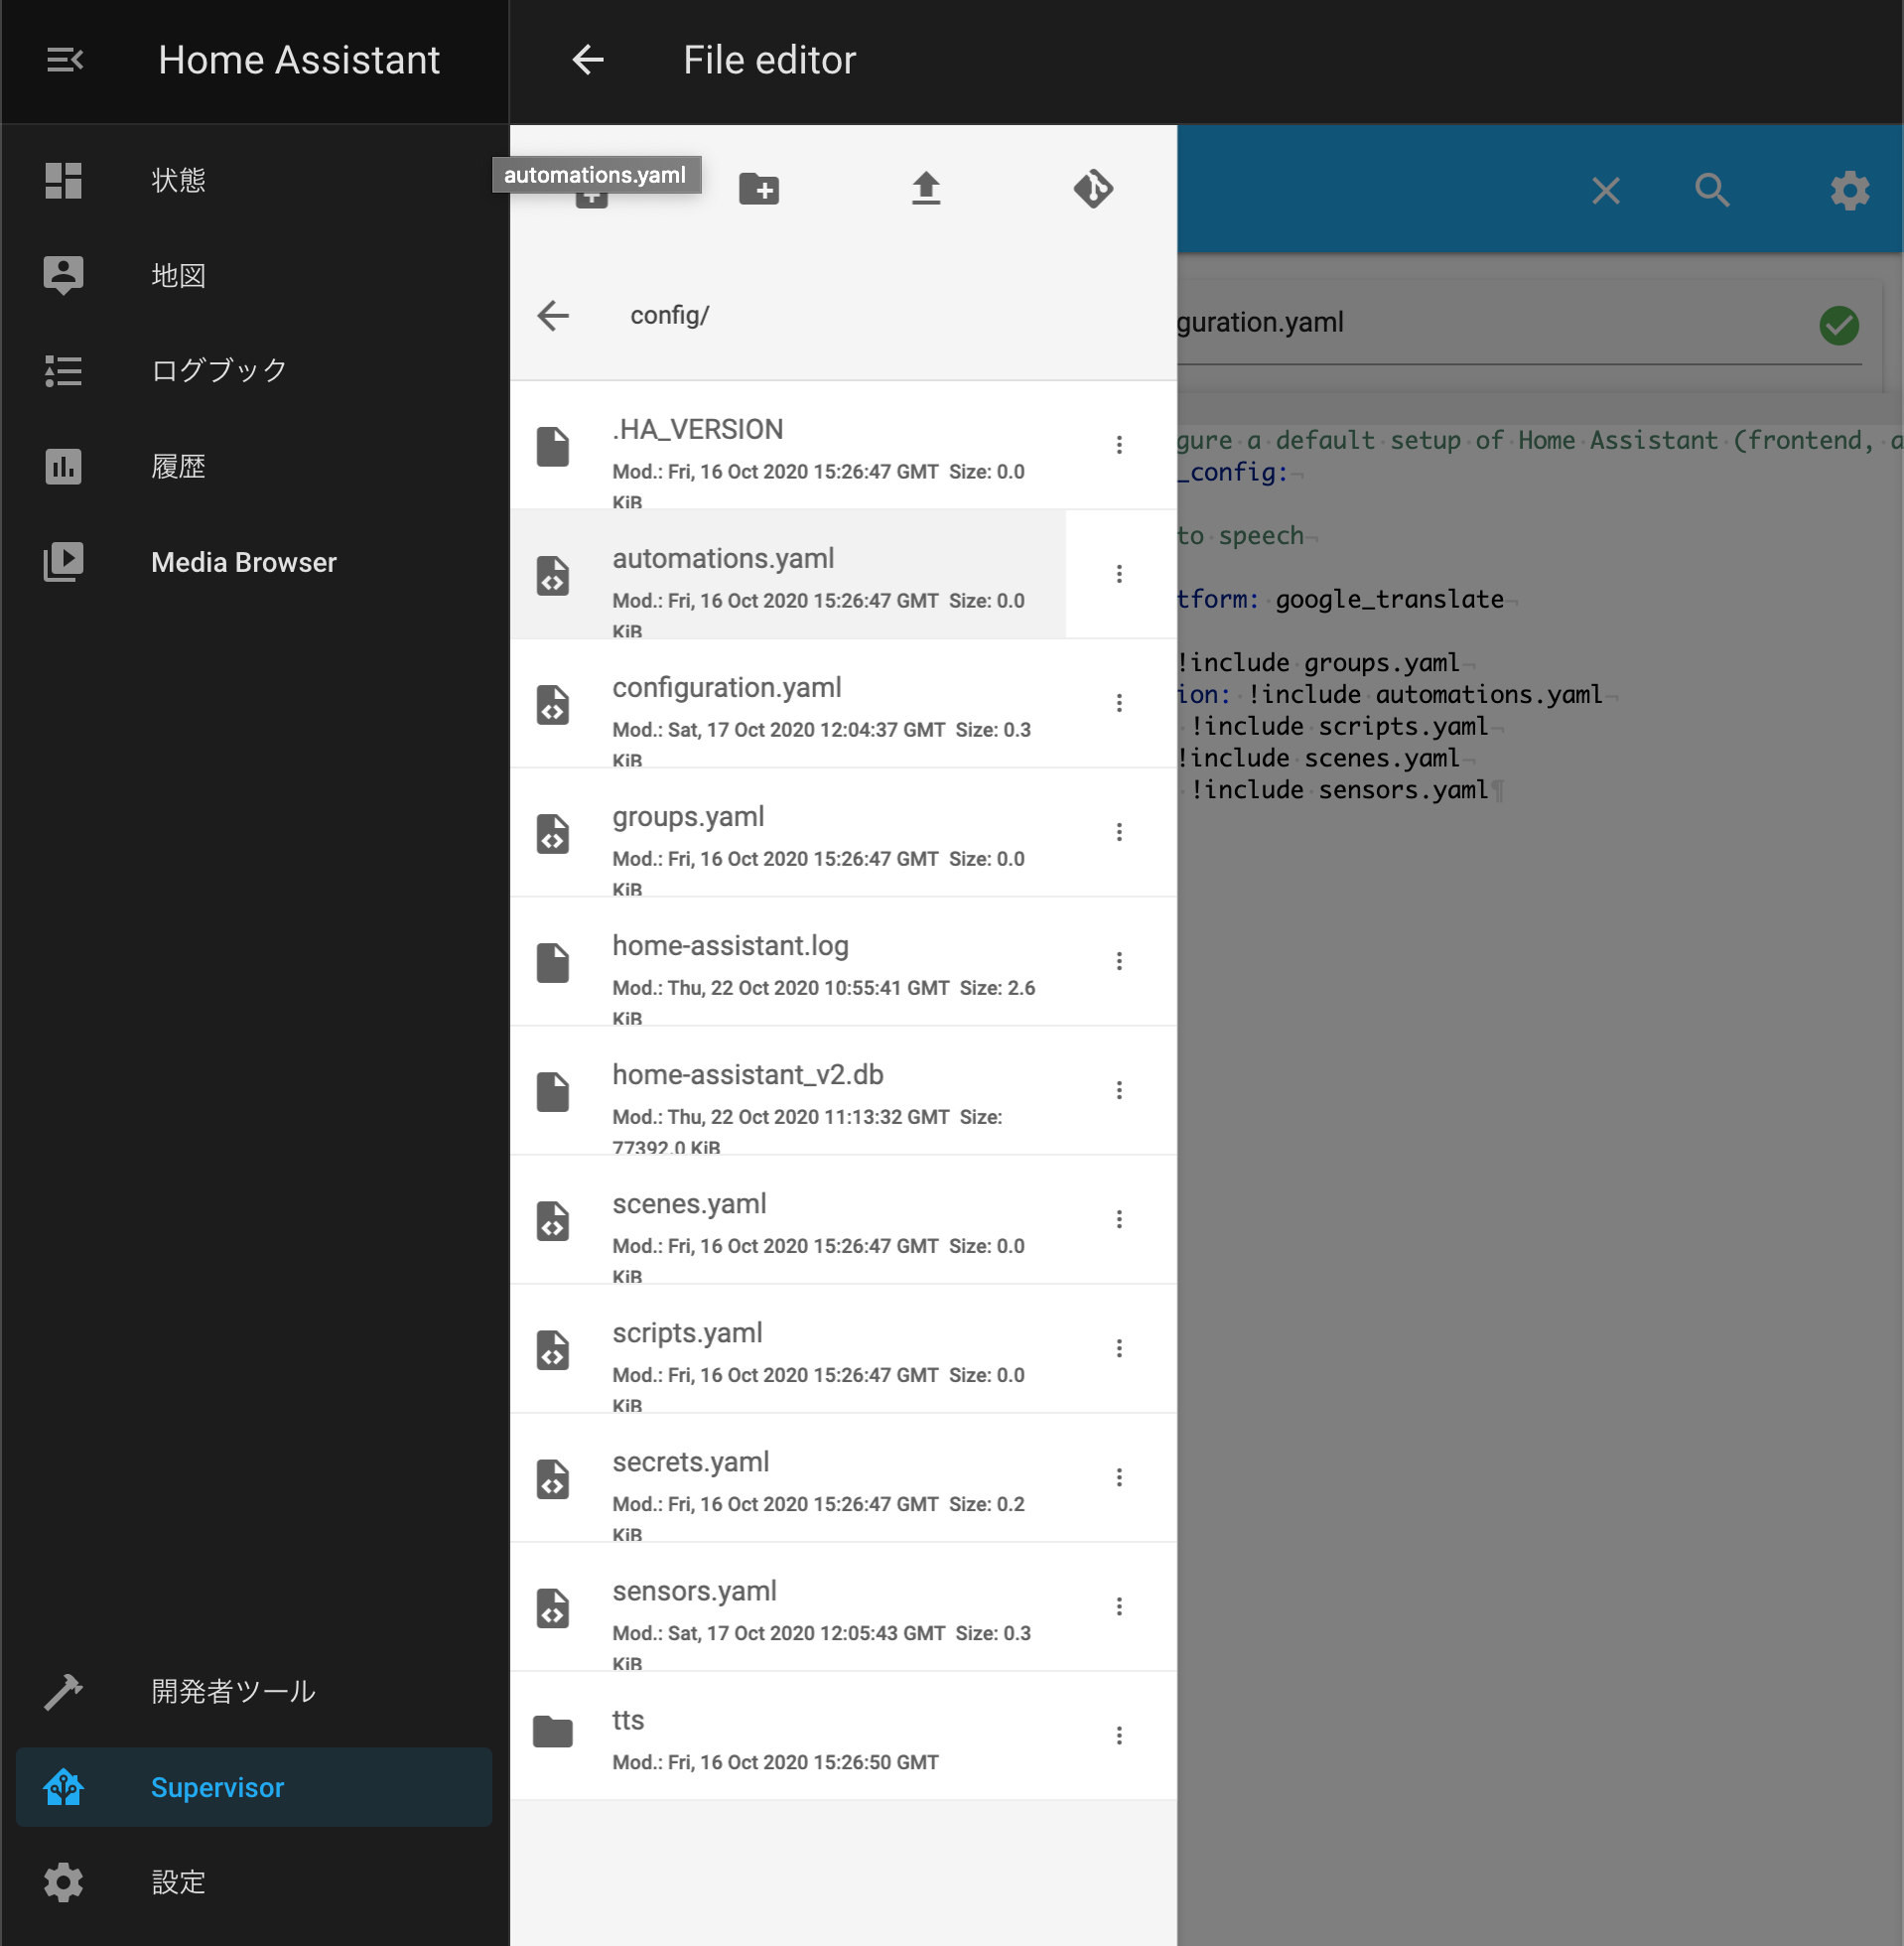 Home Assistant
File editor
状態
地図
ログブック
履歴
Media Browser
開発者ツール
Supervisor
設定
automations.yaml
config/
.HA_VERSION
Mod.: Fri, 16 Oct 2020 15:26:47 GMT Size: 0.0
KiB
automations.yaml
Mod.: Fri, 16 Oct 2020 15:26:47 GMT Size: 0.0
KiB
configuration.yaml
Mod.: Sat, 17 Oct 2020 12:04:37 GMT Size: 0.3
KiB
groups.yaml
Mod.: Fri, 16 Oct 2020 15:26:47 GMT Size: 0.0
KiB
home-assistant.log
Mod.: Thu, 22 Oct 2020 10:55:41 GMT Size: 2.6
KiB
home-assistant_v2.db
Mod.: Thu, 22 Oct 2020 11:13:32 GMT Size:
77392.0 KiB
scenes.yaml
Mod.: Fri, 16 Oct 2020 15:26:47 GMT Size: 0.0
KiB
scripts.yaml
Mod.: Fri, 16 Oct 2020 15:26:47 GMT Size: 0.0
KiB
secrets.yaml
Mod.: Fri, 16 Oct 2020 15:26:47 GMT Size: 0.2
KiB
sensors.yaml
Mod.: Sat, 17 Oct 2020 12:05:43 GMT Size: 0.3
KiB
tts
Mod.: Fri, 16 Oct 2020 15:26:50 GMT
guration.yaml
gure a default setup of Home Assistant (frontend, a
_config:
to speech
tform: google_translate
!include groups.yaml
ion: !include automations.yaml
!include scripts.yaml
!include scenes.yaml
!include sensors.yaml